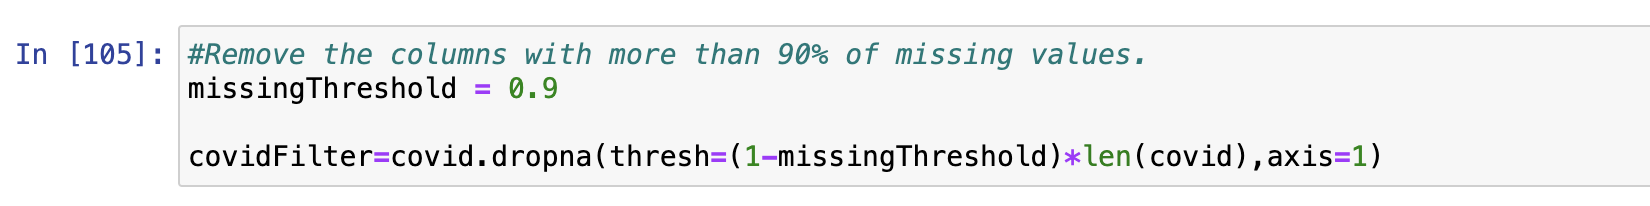 In [105]: #Remove the columns with more than 90% of missing values.
missingThreshold = 0.9
covidFilter=covid.dropna(thresh=(1-missingThreshold)*len(covid),axis=1)